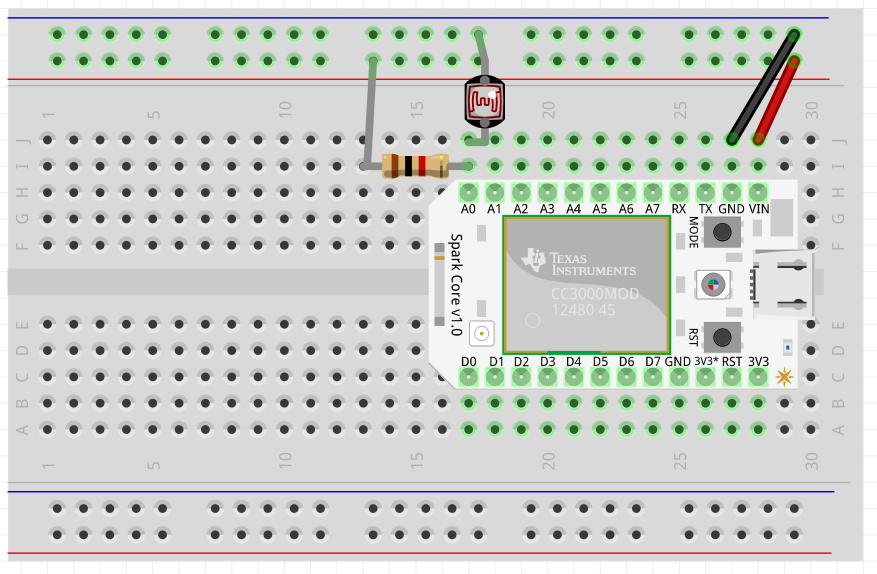 1 5 10 15 20 25 30
J
I
H
G
F
A0 A1 A2 A3 A4 A5 A6 A7 RX TX GND VIN
MODE
Spark Core v1.0
TEXAS
INSTRUMENTS
CC3000MOD
12480 45
RST
D0 D1 D2 D3 D4 D5 D6 D7 GND 3V3* RST 3V3
E
D
C
B
A
J
I
H
G
F
E
D
C
B
A
1 5 10 15 20 25 30